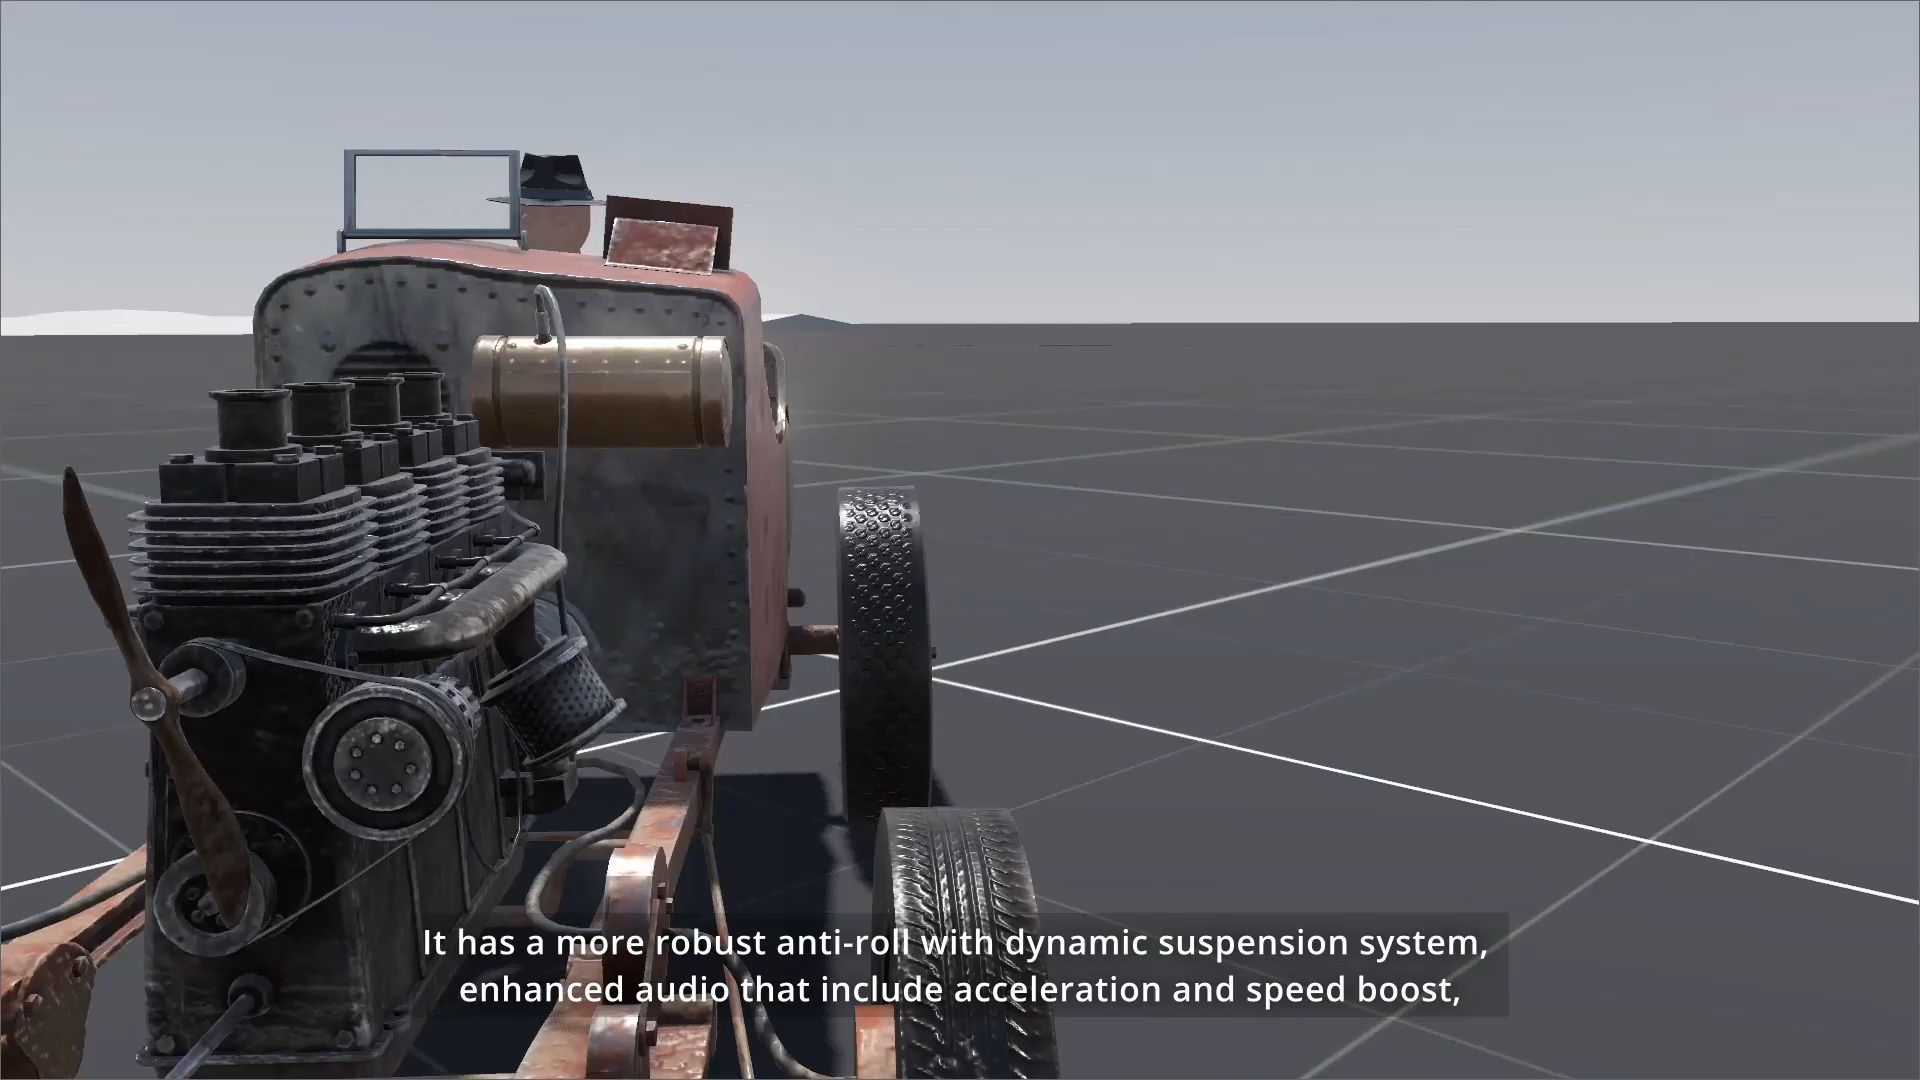 It has a more robust anti-roll with dynamic suspension system,
enhanced audio that include acceleration and speed boost,